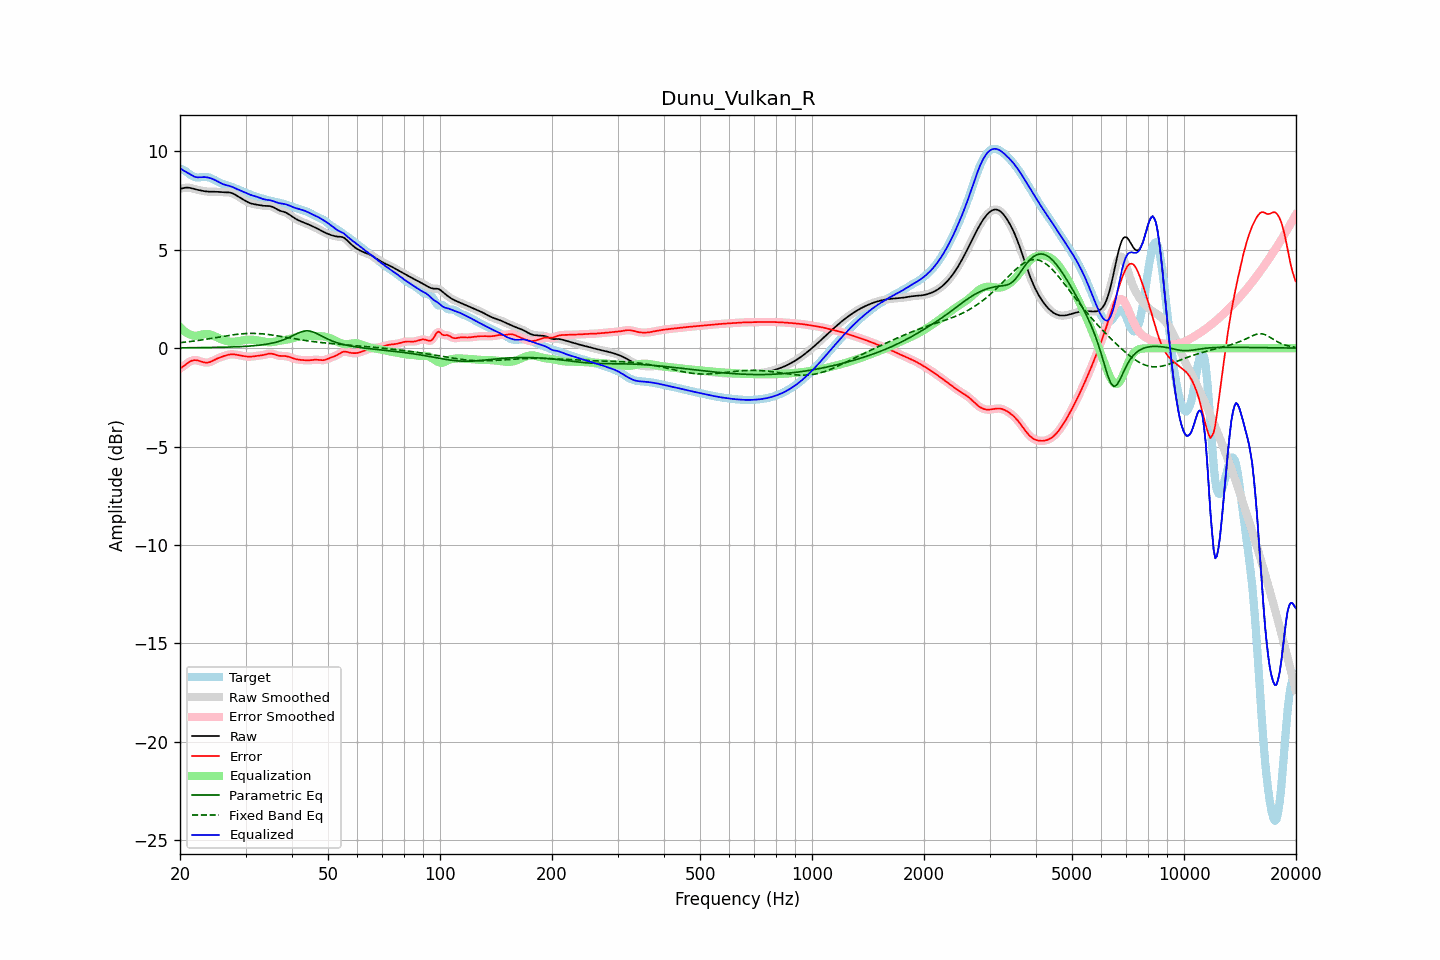 Dunu_Vulkan_R
Amplitude (dBr)
10
5
0
−5
−10
−15
−20
−25
Target
Raw Smoothed
Error Smoothed
Raw
Error
Equalization
Parametric Eq
Fixed Band Eq
Equalized
20 50 100 200 500 1000 2000 5000 10000 20000
Frequency (Hz)